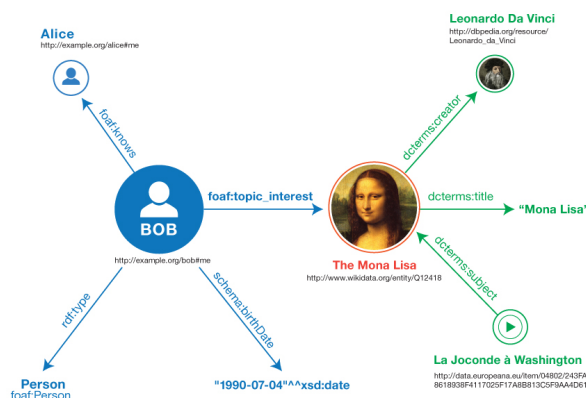 Alice
http://example.org/alice#me
Leonardo Da Vinci
http://dbpedia.org/resource/
Leonardo_da_Vinci
foaf:knows
dcterms:creator
BOB
foaf:topic_interest
dcterms:title
"Mona Lisa"
http://example.org/bob#me
The Mona Lisa
http://www.wikidata.org/entity/Q12418
dcterms:subject
rdf:type
schema:birthDate
La Joconde à Washington
http://data.europeana.eu/item/04802/243FA
8618938F4117025F17A8B813C5F9AA4D61
Person
foaf:Person
"1990-07-04"^^xsd:date